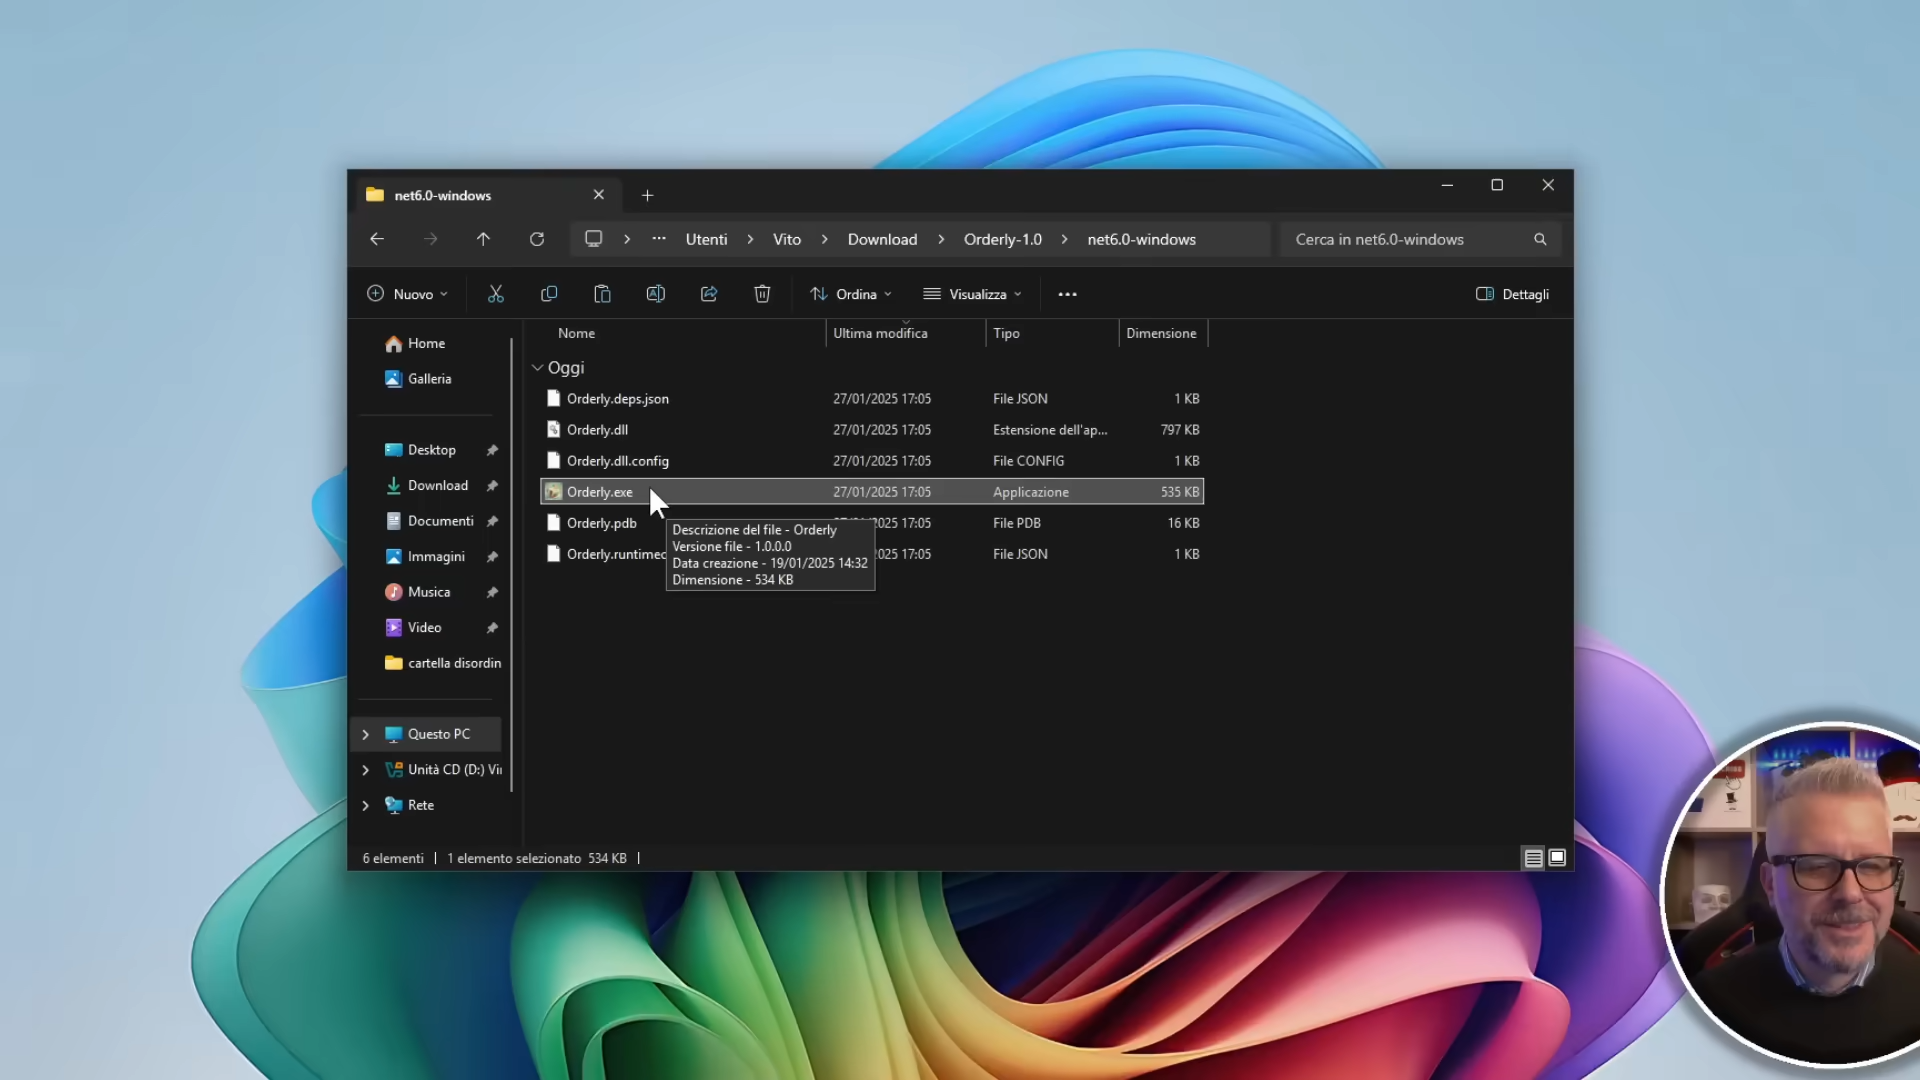 net6.0-windows
Utenti
Vito
Download
Orderly-1.0
net6.0-windows
Cerca in net6.0-windows
Nuovo
Ordina
Visualizza
Dettagli
Home
Galleria
Desktop
Download
Documenti
Immagini
Musica
Video
cartella disordin
Questo PC
Unità CD (D:) Vi
Rete
Nome Ultima modifica Tipo Dimensione
Oggi
Orderly.deps.json 27/01/2025 17:05 File JSON 1 KB
Orderly.dll 27/01/2025 17:05 Estensione dell'ap... 797 KB
Orderly.dll.config 27/01/2025 17:05 File CONFIG 1 KB
Orderly.exe 27/01/2025 17:05 Applicazione 535 KB
Orderly.pdb 2025 17:05 File PDB 16 KB
Orderly.runtimec 2025 17:05 File JSON 1 KB
Descrizione del file - Orderly
Versione file - 1.0.0.0
Data creazione - 19/01/2025 14:32
Dimensione - 534 KB
6 elementi 1 elemento selezionato 534 KB